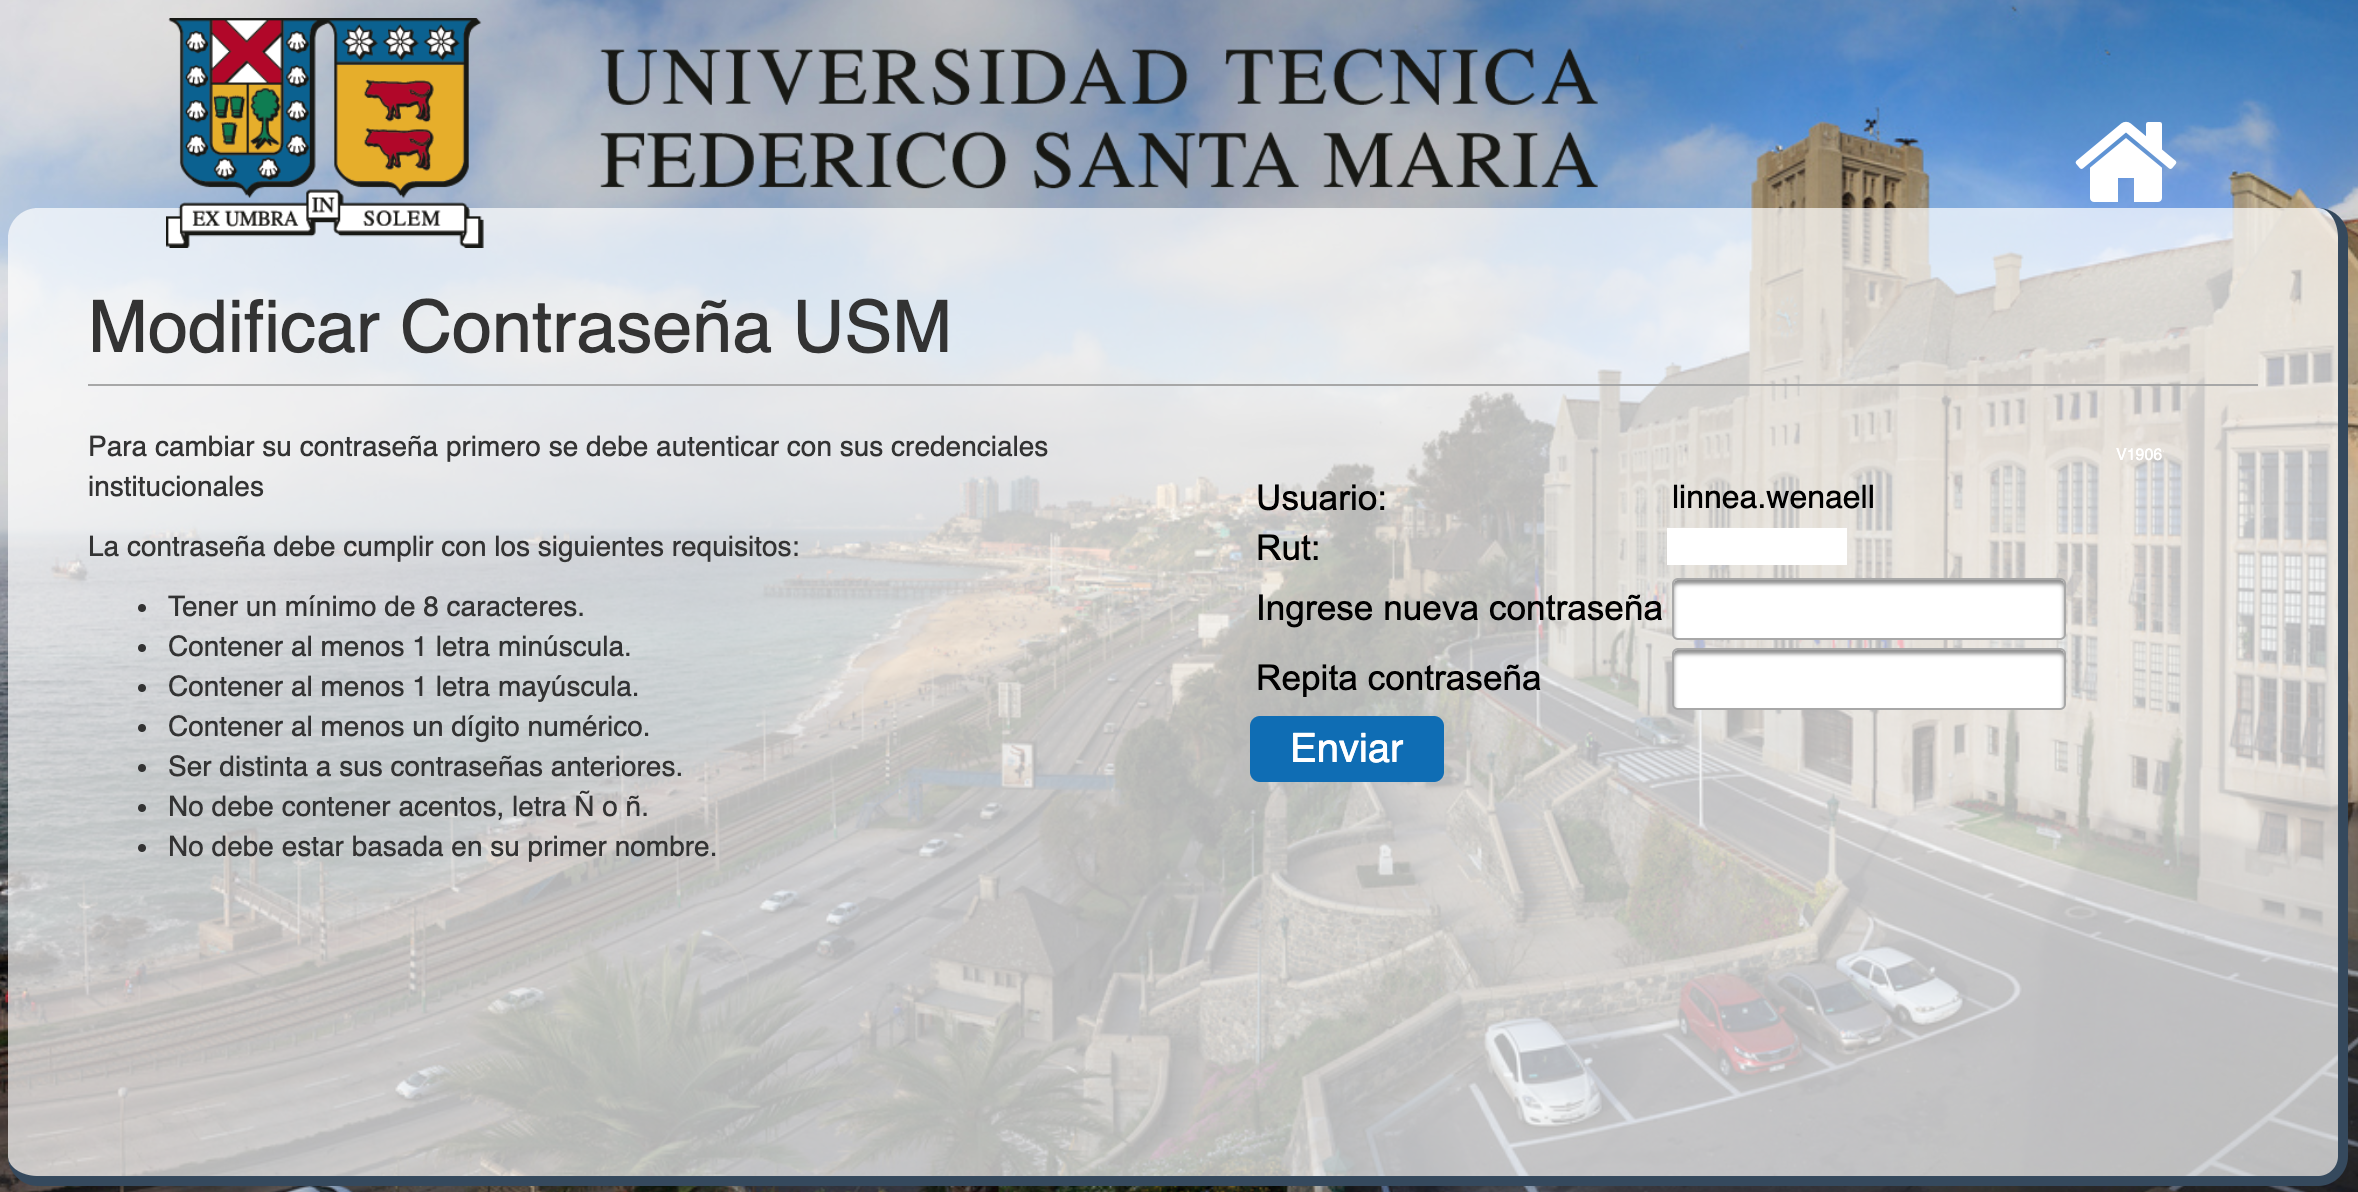 EX UMBRA IN SOLEM
UNIVERSIDAD TECNICA
FEDERICO SANTA MARIA
Modificar Contraseña USM
Para cambiar su contraseña primero se debe autenticar con sus credenciales
institucionales
La contraseña debe cumplir con los siguientes requisitos:
• Tener un mínimo de 8 caracteres.
• Contener al menos 1 letra minúscula.
• Contener al menos 1 letra mayúscula.
• Contener al menos un dígito numérico.
• Ser distinta a sus contraseñas anteriores.
• No debe contener acentos, letra Ñ o ñ.
• No debe estar basada en su primer nombre.
V1906
Usuario: linnea.wenaell
Rut:
Ingrese nueva contraseña
Repita contraseña
Enviar